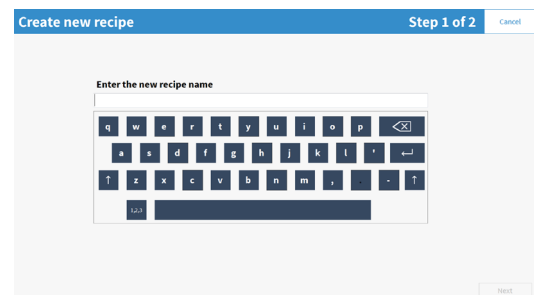 Create new recipe Step 1 of 2 Cancel
Enter the new recipe name
q w e r t y u i o p
a s d f g h j k l '
↑ z x c v b n m , . - ↑
1,2,3
Next